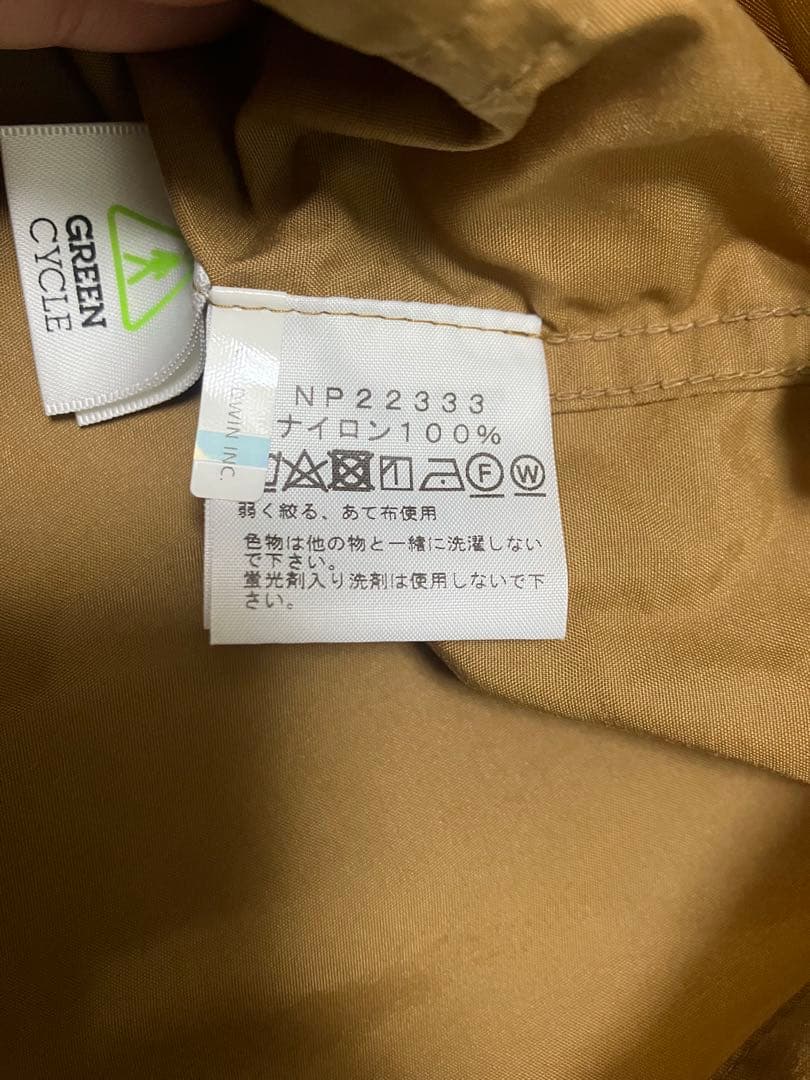 GREEN
CYCLE
DWIN INC.
NP22333
ナイロン100%
F W
弱く絞る、あて布使用
色物は他の物と一緒に洗濯しない
で下さい。
蛍光剤入り洗剤は使用しないで下
さい。